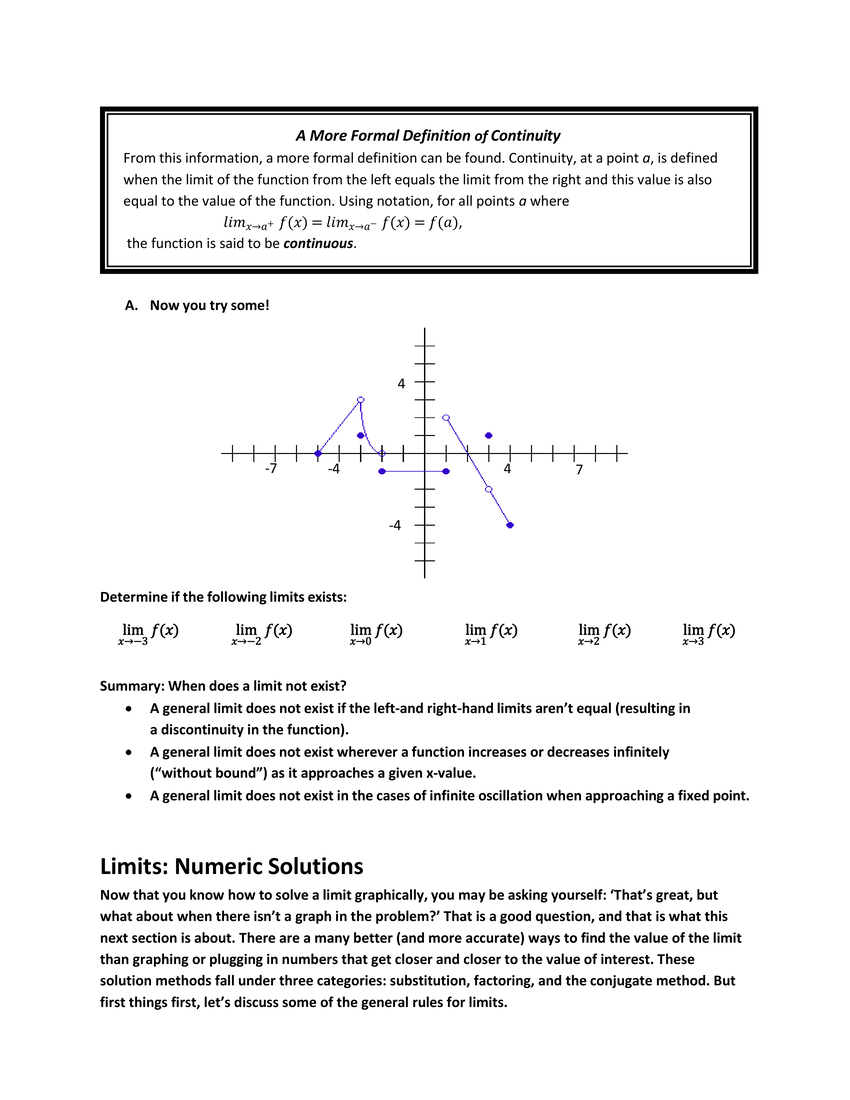 A More Formal Definition of Continuity
From this information, a more formal definition can be found. Continuity, at a point a, is defined
when the limit of the function from the left equals the limit from the right and this value is also
equal to the value of the function. Using notation, for all points a where
lim_{x→a⁺} f(x) = lim_{x→a⁻} f(x) = f(a),
the function is said to be continuous.
A. Now you try some!
4
-7 -4 4 7
-4
Determine if the following limits exists:
lim_{x→−3} f(x) lim_{x→−2} f(x) lim_{x→0} f(x) lim_{x→1} f(x) lim_{x→2} f(x) lim_{x→3} f(x)
Summary: When does a limit not exist?
• A general limit does not exist if the left-and right-hand limits aren’t equal (resulting in
a discontinuity in the function).
• A general limit does not exist wherever a function increases or decreases infinitely
(“without bound”) as it approaches a given x-value.
• A general limit does not exist in the cases of infinite oscillation when approaching a fixed point.
Limits: Numeric Solutions
Now that you know how to solve a limit graphically, you may be asking yourself: ‘That’s great, but
what about when there isn’t a graph in the problem?’ That is a good question, and that is what this
next section is about. There are a many better (and more accurate) ways to find the value of the limit
than graphing or plugging in numbers that get closer and closer to the value of interest. These
solution methods fall under three categories: substitution, factoring, and the conjugate method. But
first things first, let’s discuss some of the general rules for limits.